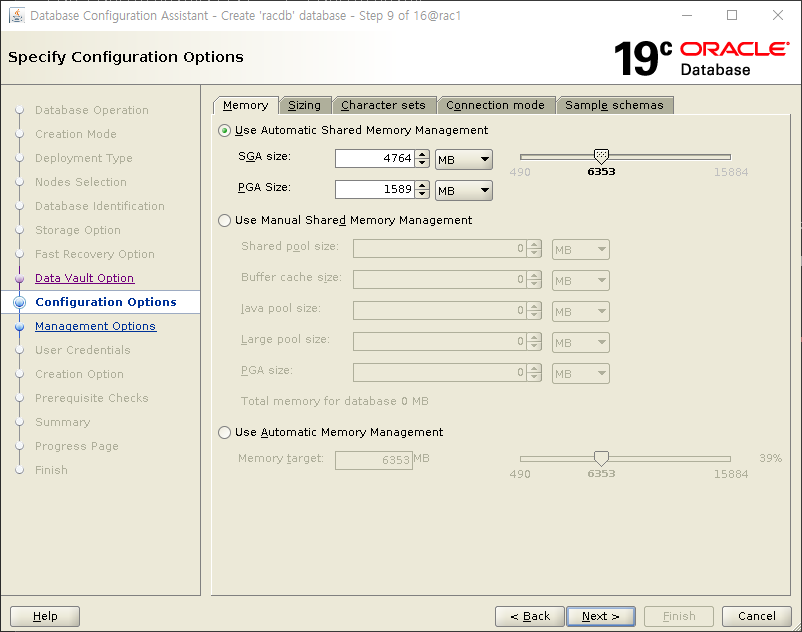 Database Configuration Assistant - Create 'racdb' database - Step 9 of 16@rac1
Specify Configuration Options
19c ORACLE
Database
Database Operation
Creation Mode
Deployment Type
Nodes Selection
Database Identification
Storage Option
Fast Recovery Option
Data Vault Option
Configuration Options
Management Options
User Credentials
Creation Option
Prerequisite Checks
Summary
Progress Page
Finish
Memory Sizing Character sets Connection mode Sample schemas
Use Automatic Shared Memory Management
SGA size: 4764 MB
490 6353 15884
PGA Size: 1589 MB
Use Manual Shared Memory Management
Shared pool size: 0 MB
Buffer cache size: 0 MB
Java pool size: 0 MB
Large pool size: 0 MB
PGA size: 0 MB
Total memory for database 0 MB
Use Automatic Memory Management
Memory target: 6353 MB 39%
490 6353 15884
Help < Back Next > Finish Cancel